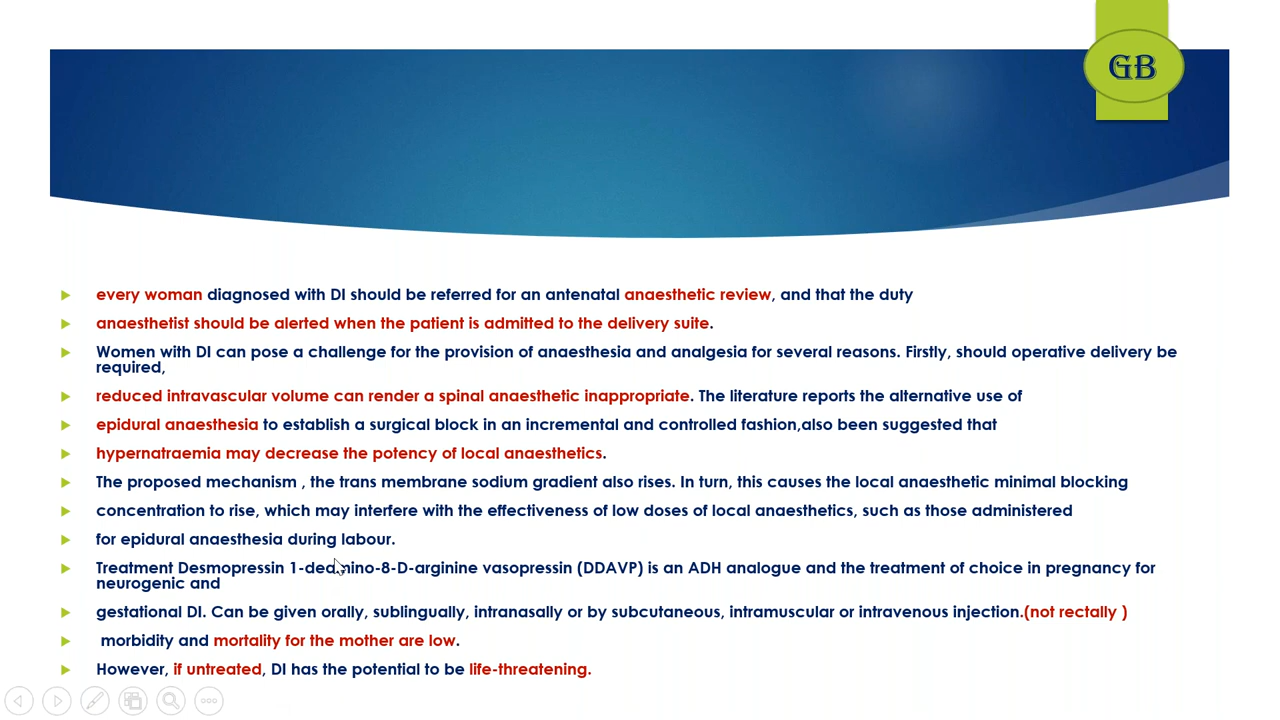 GB
every woman diagnosed with DI should be referred for an antenatal anaesthetic review, and that the duty
anaesthetist should be alerted when the patient is admitted to the delivery suite.
Women with DI can pose a challenge for the provision of anaesthesia and analgesia for several reasons. Firstly, should operative delivery be
required,
reduced intravascular volume can render a spinal anaesthetic inappropriate. The literature reports the alternative use of
epidural anaesthesia to establish a surgical block in an incremental and controlled fashion,also been suggested that
hypernatraemia may decrease the potency of local anaesthetics.
The proposed mechanism , the trans membrane sodium gradient also rises. In turn, this causes the local anaesthetic minimal blocking
concentration to rise, which may interfere with the effectiveness of low doses of local anaesthetics, such as those administered
for epidural anaesthesia during labour.
Treatment Desmopressin 1-deamino-8-D-arginine vasopressin (DDAVP) is an ADH analogue and the treatment of choice in pregnancy for
neurogenic and
gestational DI. Can be given orally, sublingually, intranasally or by subcutaneous, intramuscular or intravenous injection.(not rectally )
morbidity and mortality for the mother are low.
However, if untreated, DI has the potential to be life-threatening.